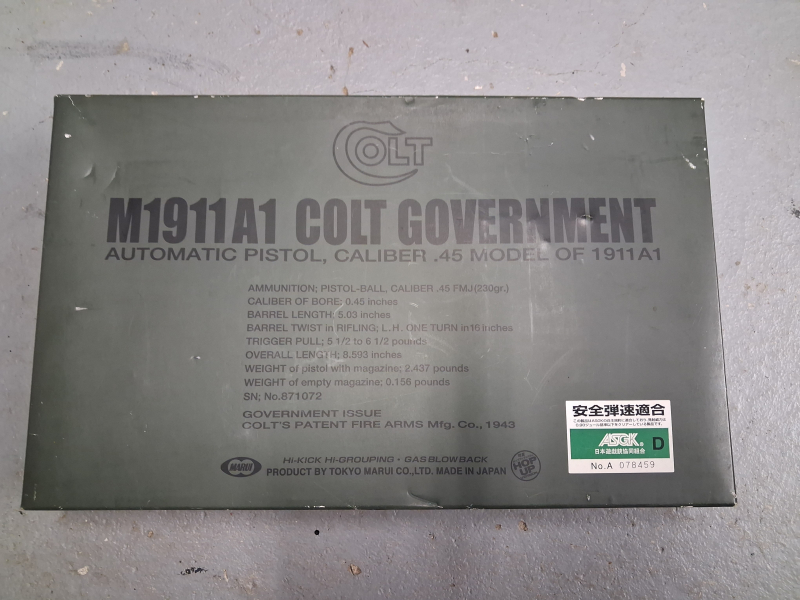 COLT
M1911A1 COLT GOVERNMENT
AUTOMATIC PISTOL, CALIBER .45 MODEL OF 1911A1
AMMUNITION; PISTOL-BALL, CALIBER .45 FMJ(230gr.)
CALIBER OF BORE; 0.45 inches
BARREL LENGTH; 5.03 inches
BARREL TWIST in RIFLING; L.H. ONE TURN in16 inches
TRIGGER PULL; 5 1/2 to 6 1/2 pounds
OVERALL LENGTH; 8.593 inches
WEIGHT of pistol with magazine; 2.437 pounds
WEIGHT of empty magazine; 0.156 pounds
SN; No.871072
GOVERNMENT ISSUE
COLT'S PATENT FIRE ARMS Mfg. Co., 1943
MARUI
HI-KICK HI-GROUPING • GAS BLOW BACK
PRODUCT BY TOKYO MARUI CO.,LTD. MADE IN JAPAN
HOP UP
安全弾速適合
ASGK® D
日本遊戯銃協同組合
No.A 078459